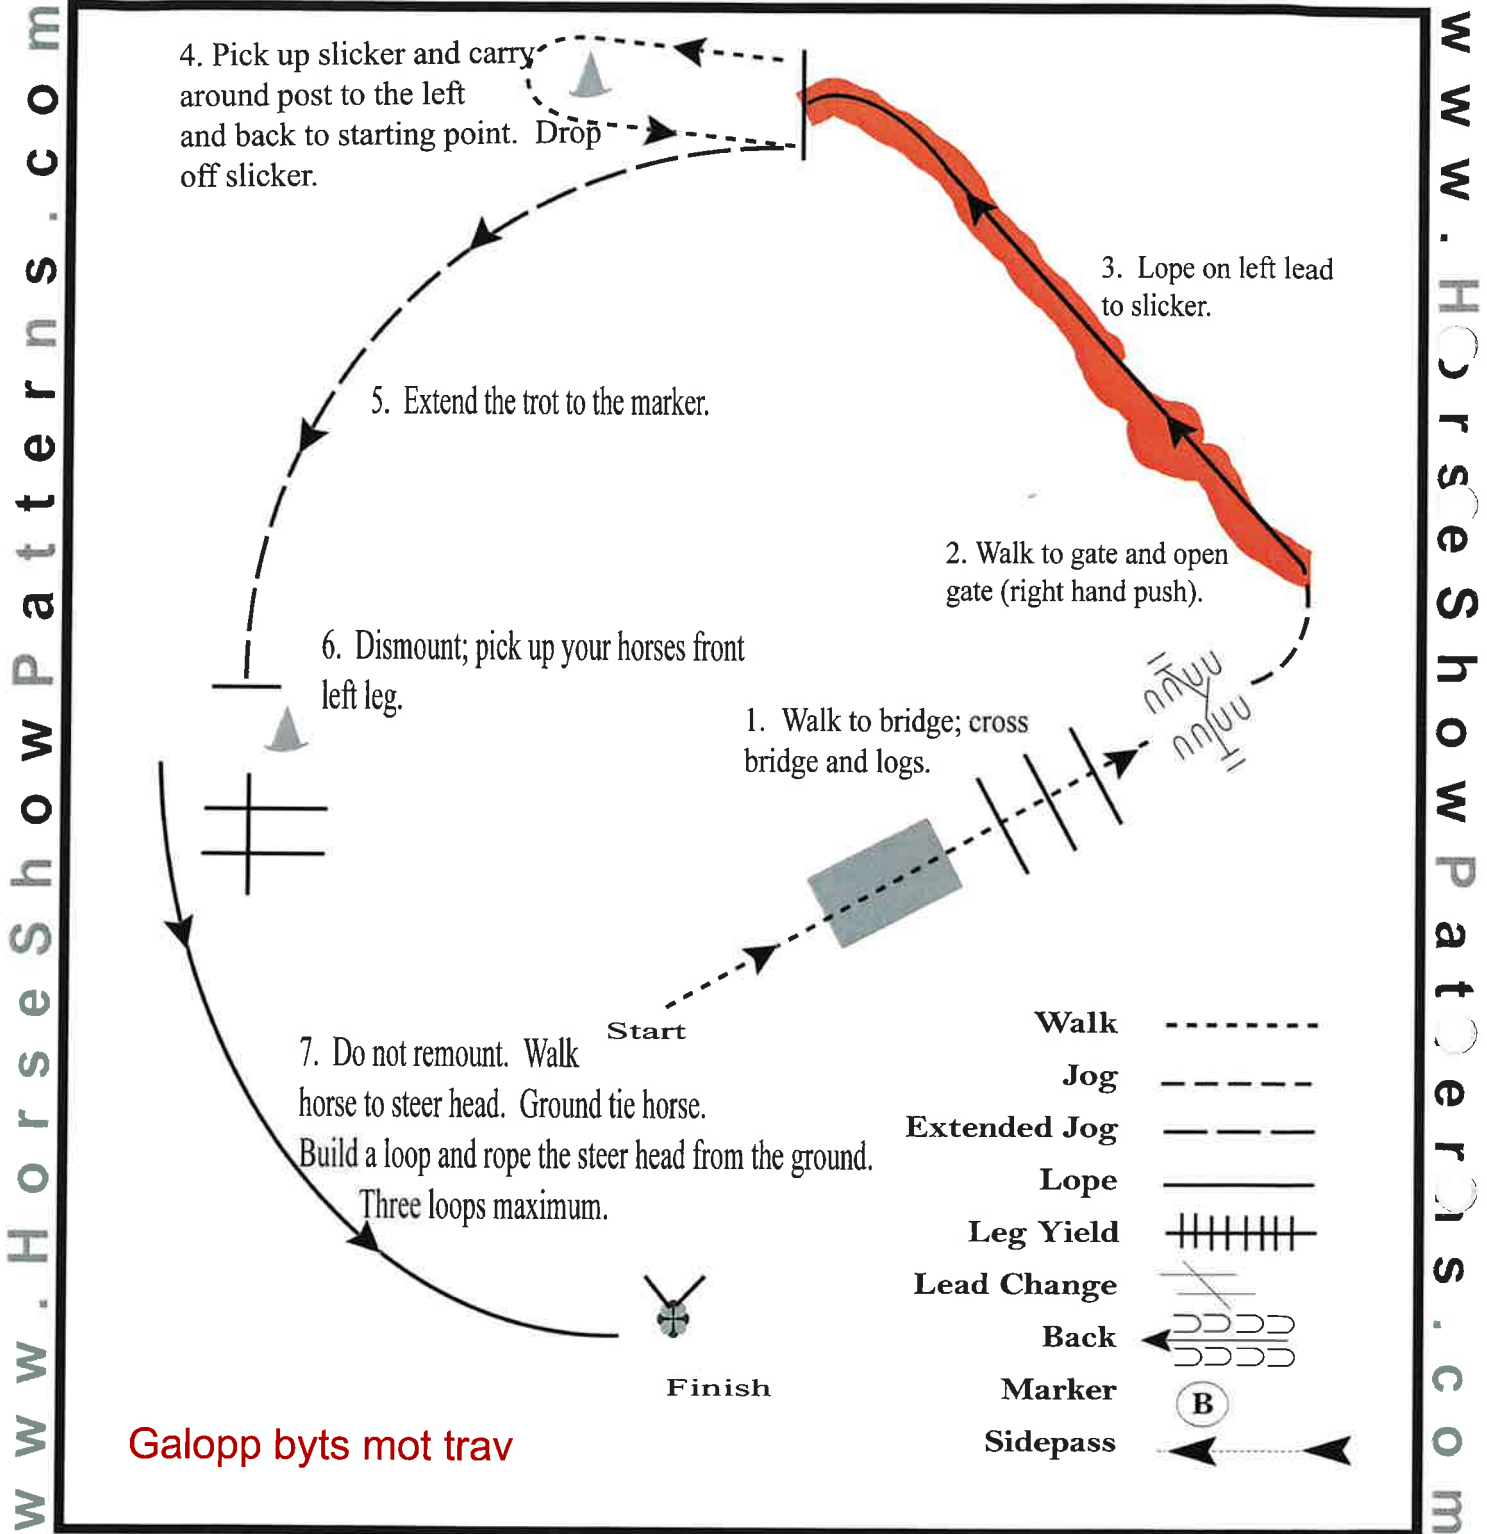 www.HorseShowPatterns.com
4. Pick up slicker and carry
around post to the left
and back to starting point.  Drop
off slicker.
3.  Lope on left lead
to slicker.
5.  Extend the trot to the marker.
2. Walk to gate and open
gate (right hand push).
6.  Dismount; pick up your horses front
left leg.
1.  Walk to bridge; cross
bridge and logs.
Start
7.  Do not remount.  Walk
horse to steer head.  Ground tie horse.
Build a loop and rope the steer head from the ground.
Three loops maximum.
Finish
Galopp byts mot trav
Walk
Jog
Extended Jog
Lope
Leg Yield
Lead Change
Back
Marker B
Sidepass
www.HorseShowPatterns.com